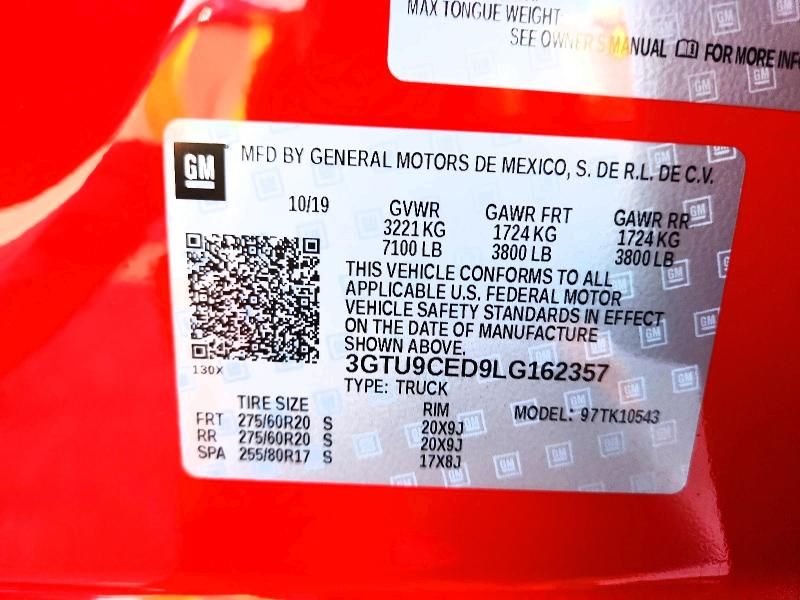 MAX TONGUE WEIGHT:
SEE OWNER'S MANUAL FOR MORE INFO
GM
MFD BY GENERAL MOTORS DE MEXICO, S. DE R.L. DE C.V.
10/19 GVWR GAWR FRT GAWR RR
3221 KG 1724 KG 1724 KG
7100 LB 3800 LB 3800 LB
THIS VEHICLE CONFORMS TO ALL
APPLICABLE U.S. FEDERAL MOTOR
VEHICLE SAFETY STANDARDS IN EFFECT
ON THE DATE OF MANUFACTURE
SHOWN ABOVE.
130X
3GTU9CED9LG162357
TYPE: TRUCK
TIRE SIZE RIM MODEL: 97TK10543
FRT 275/60R20 S 20X9J
RR 275/60R20 S 20X9J
SPA 255/80R17 S 17X8J